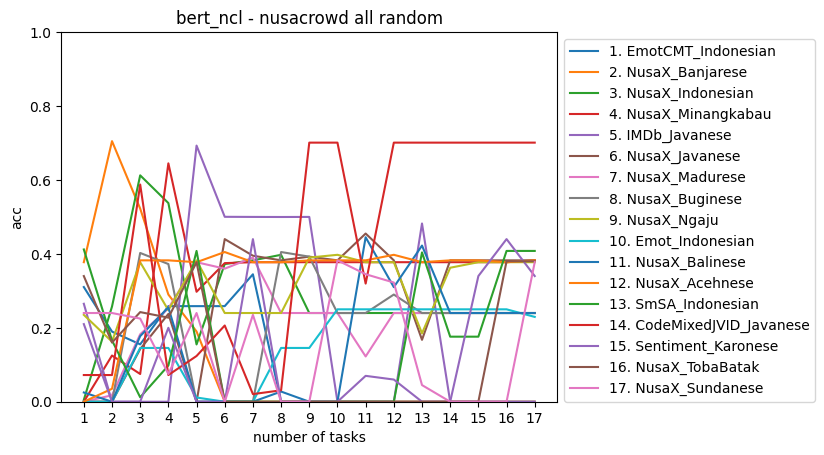 bert_ncl - nusacrowd all random
1.0
0.8
0.6
0.4
0.2
0.0
acc
1 2 3 4 5 6 7 8 9 10 11 12 13 14 15 16 17
number of tasks
1. EmotCMT_Indonesian
2. NusaX_Banjarese
3. NusaX_Indonesian
4. NusaX_Minangkabau
5. IMDb_Javanese
6. NusaX_Javanese
7. NusaX_Madurese
8. NusaX_Buginese
9. NusaX_Ngaju
10. Emot_Indonesian
11. NusaX_Balinese
12. NusaX_Acehnese
13. SmSA_Indonesian
14. CodeMixedJVID_Javanese
15. Sentiment_Karonese
16. NusaX_TobaBatak
17. NusaX_Sundanese